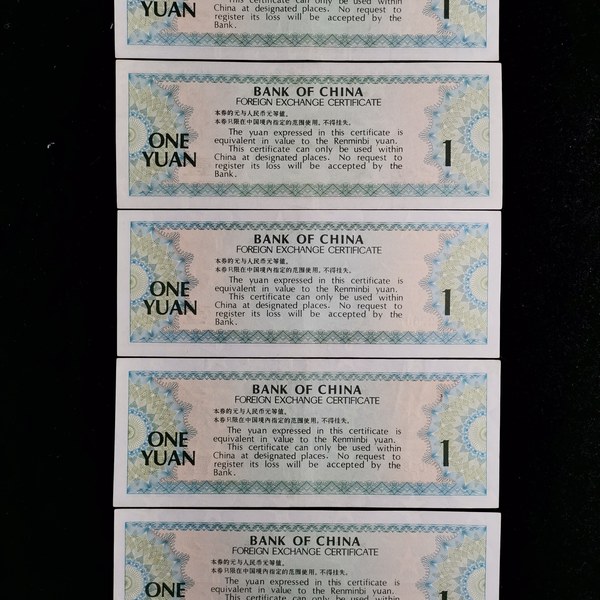 YUAN
China at designated places. No request to
register its loss will be accepted by the
Bank.
1
BANK OF CHINA
FOREIGN EXCHANGE CERTIFICATE
本券的元与人民币元等值。
本券只限在中国境内指定的范围使用，不得挂失。
ONE
YUAN
The yuan expressed in this certificate is
equivalent in value to the Renminbi yuan.
This certificate can only be used within
China at designated places. No request to
register its loss will be accepted by the
Bank.
1
BANK OF CHINA
FOREIGN EXCHANGE CERTIFICATE
本券的元与人民币元等值。
本券只限在中国境内指定的范围使用，不得挂失。
ONE
YUAN
The yuan expressed in this certificate is
equivalent in value to the Renminbi yuan.
This certificate can only be used within
China at designated places. No request to
register its loss will be accepted by the
Bank.
1
BANK OF CHINA
FOREIGN EXCHANGE CERTIFICATE
本券的元与人民币元等值。
本券只限在中国境内指定的范围使用，不得挂失。
ONE
YUAN
The yuan expressed in this certificate is
equivalent in value to the Renminbi yuan.
This certificate can only be used within
China at designated places. No request to
register its loss will be accepted by the
Bank.
1
BANK OF CHINA
FOREIGN EXCHANGE CERTIFICATE
本券的元与人民币元等值。
本券只限在中国境内指定的范围使用，不得挂失。
ONE
The yuan expressed in this certificate is
equivalent in value to the Renminbi yuan.
This certificate can only be used within